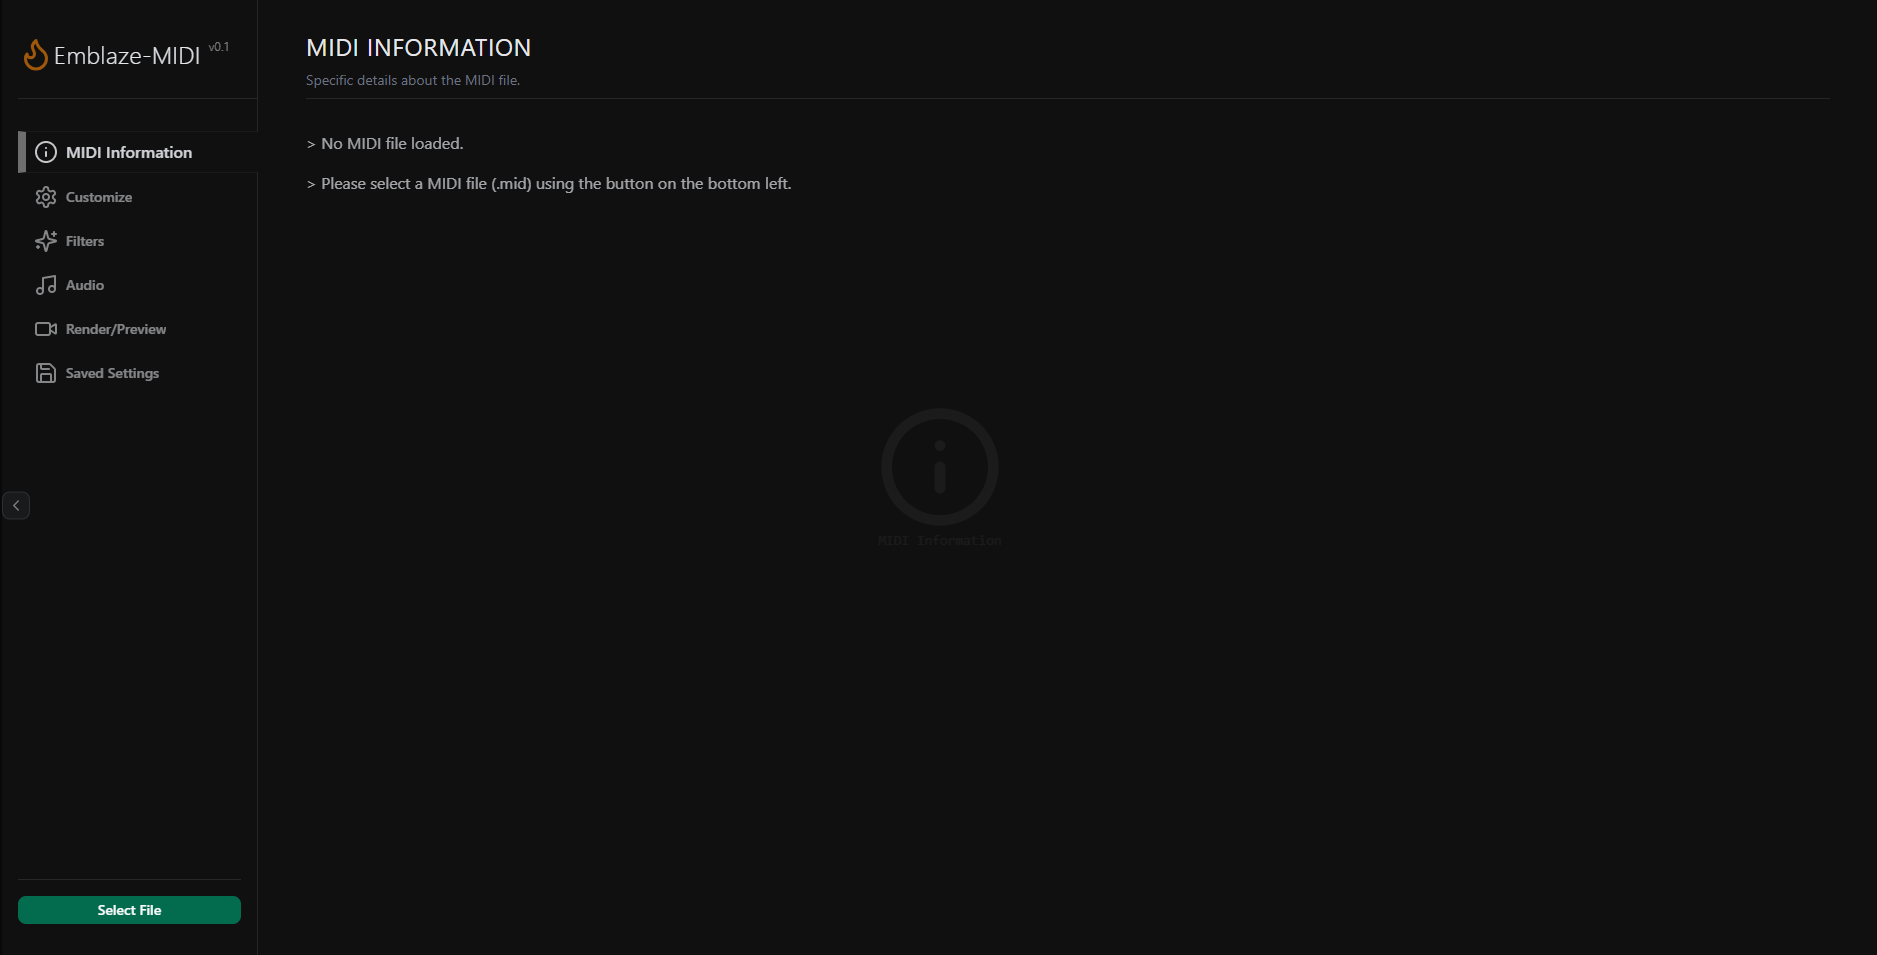 Emblaze-MIDI v0.1
MIDI Information
Customize
Filters
Audio
Render/Preview
Saved Settings
Select File
MIDI INFORMATION
Specific details about the MIDI file.
> No MIDI file loaded.
> Please select a MIDI file (.mid) using the button on the bottom left.
MIDI Information